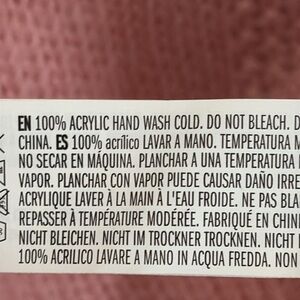 EN 100% ACRYLIC HAND WASH COLD. DO NOT BLEACH. D
CHINA. ES 100% acrílico LAVAR A MANO. TEMPERATURA M
NO SECAR EN MÁQUINA. PLANCHAR A UNA TEMPERATURA
VAPOR. PLANCHAR CON VAPOR PUEDE CAUSAR DAÑO IRRE
ACRYLIQUE LAVER À LA MAIN À L'EAU FROIDE. NE PAS BLA
REPASSER À TEMPÉRATURE MODÉRÉE. FABRIQUÉ EN CHINE
NICHT BLEICHEN. NICHT IM TROCKNER TROCKNEN. NICHT
100% ACRILICO LAVARE A MANO IN ACQUA FREDDA. NON